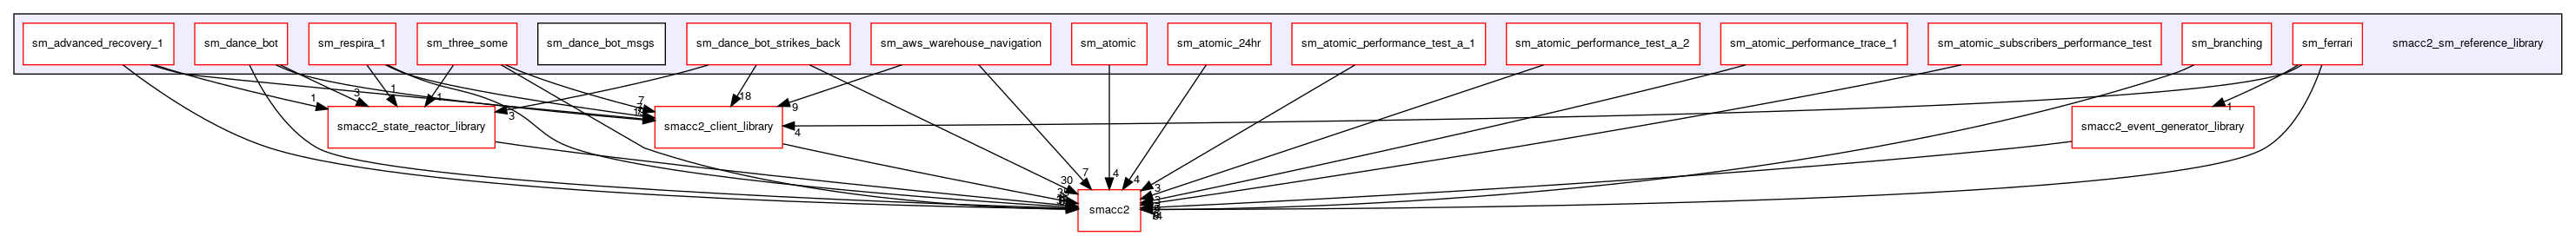 sm_advanced_recovery_1
sm_dance_bot
sm_respira_1
sm_three_some
sm_dance_bot_msgs
sm_dance_bot_strikes_back
sm_aws_warehouse_navigation
sm_atomic
sm_atomic_24hr
sm_atomic_performance_test_a_1
sm_atomic_performance_test_a_2
sm_atomic_performance_trace_1
sm_atomic_subscribers_performance_test
sm_branching
sm_ferrari
smacc2_sm_reference_library
1
3
1
1
3
7
18
9
4
1
smacc2_state_reactor_library
smacc2_client_library
smacc2_event_generator_library
30
7
4
4
3
smacc2